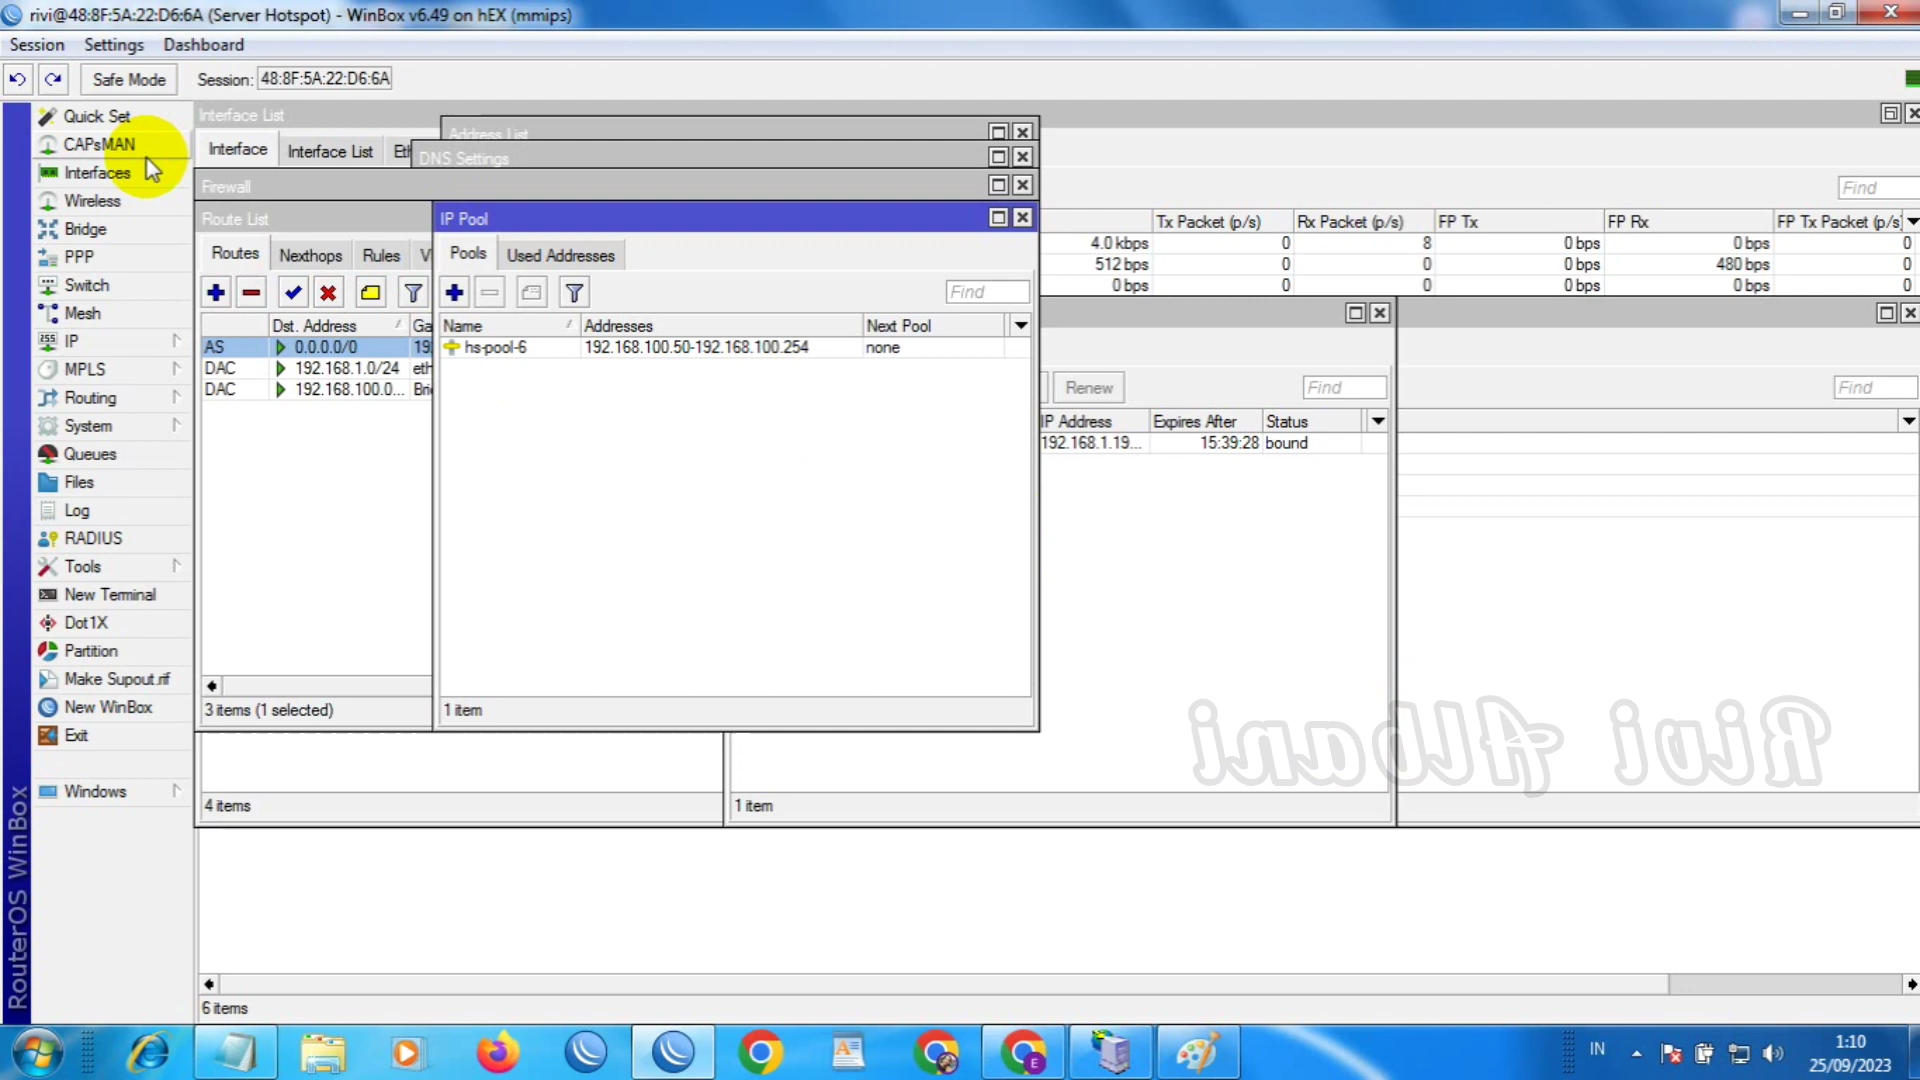 rivi@48:8F:5A:22:D6:6A (Server Hotspot) - WinBox v6.49 on hEX (mmips)
Session Settings Dashboard
Safe Mode Session: 48:8F:5A:22:D6:6A
Quick Set
CAPsMAN
Interfaces
Wireless
Bridge
PPP
Switch
Mesh
IP
MPLS
Routing
System
Queues
Files
Log
RADIUS
Tools
New Terminal
Dot1X
Partition
Make Supout.rif
New WinBox
Exit
Windows
RouterOS WinBox
Interface List
Interface Interface List
Address List
DNS Settings
Firewall
Route List
Routes Nexthops Rules
Dst. Address
AS 0.0.0.0/0
DAC 192.168.1.0/24
DAC 192.168.100.0...
3 items (1 selected)
IP Pool
Pools Used Addresses
Find
Name Addresses Next Pool
hs-pool-6 192.168.100.50-192.168.100.254 none
1 item
Find
Tx Packet (p/s) Rx Packet (p/s) FP Tx FP Rx FP Tx Packet (p/s)
4.0 kbps 0 8 0 bps 0 bps 0
512 bps 0 0 0 bps 480 bps 0
0 bps 0 0 0 bps 0 bps 0
Renew Find
IP Address Expires After Status
192.168.1.19... 15:39:28 bound
Find
4 items
1 item
6 items
Rivi Albani
IN
1:10
25/09/2023